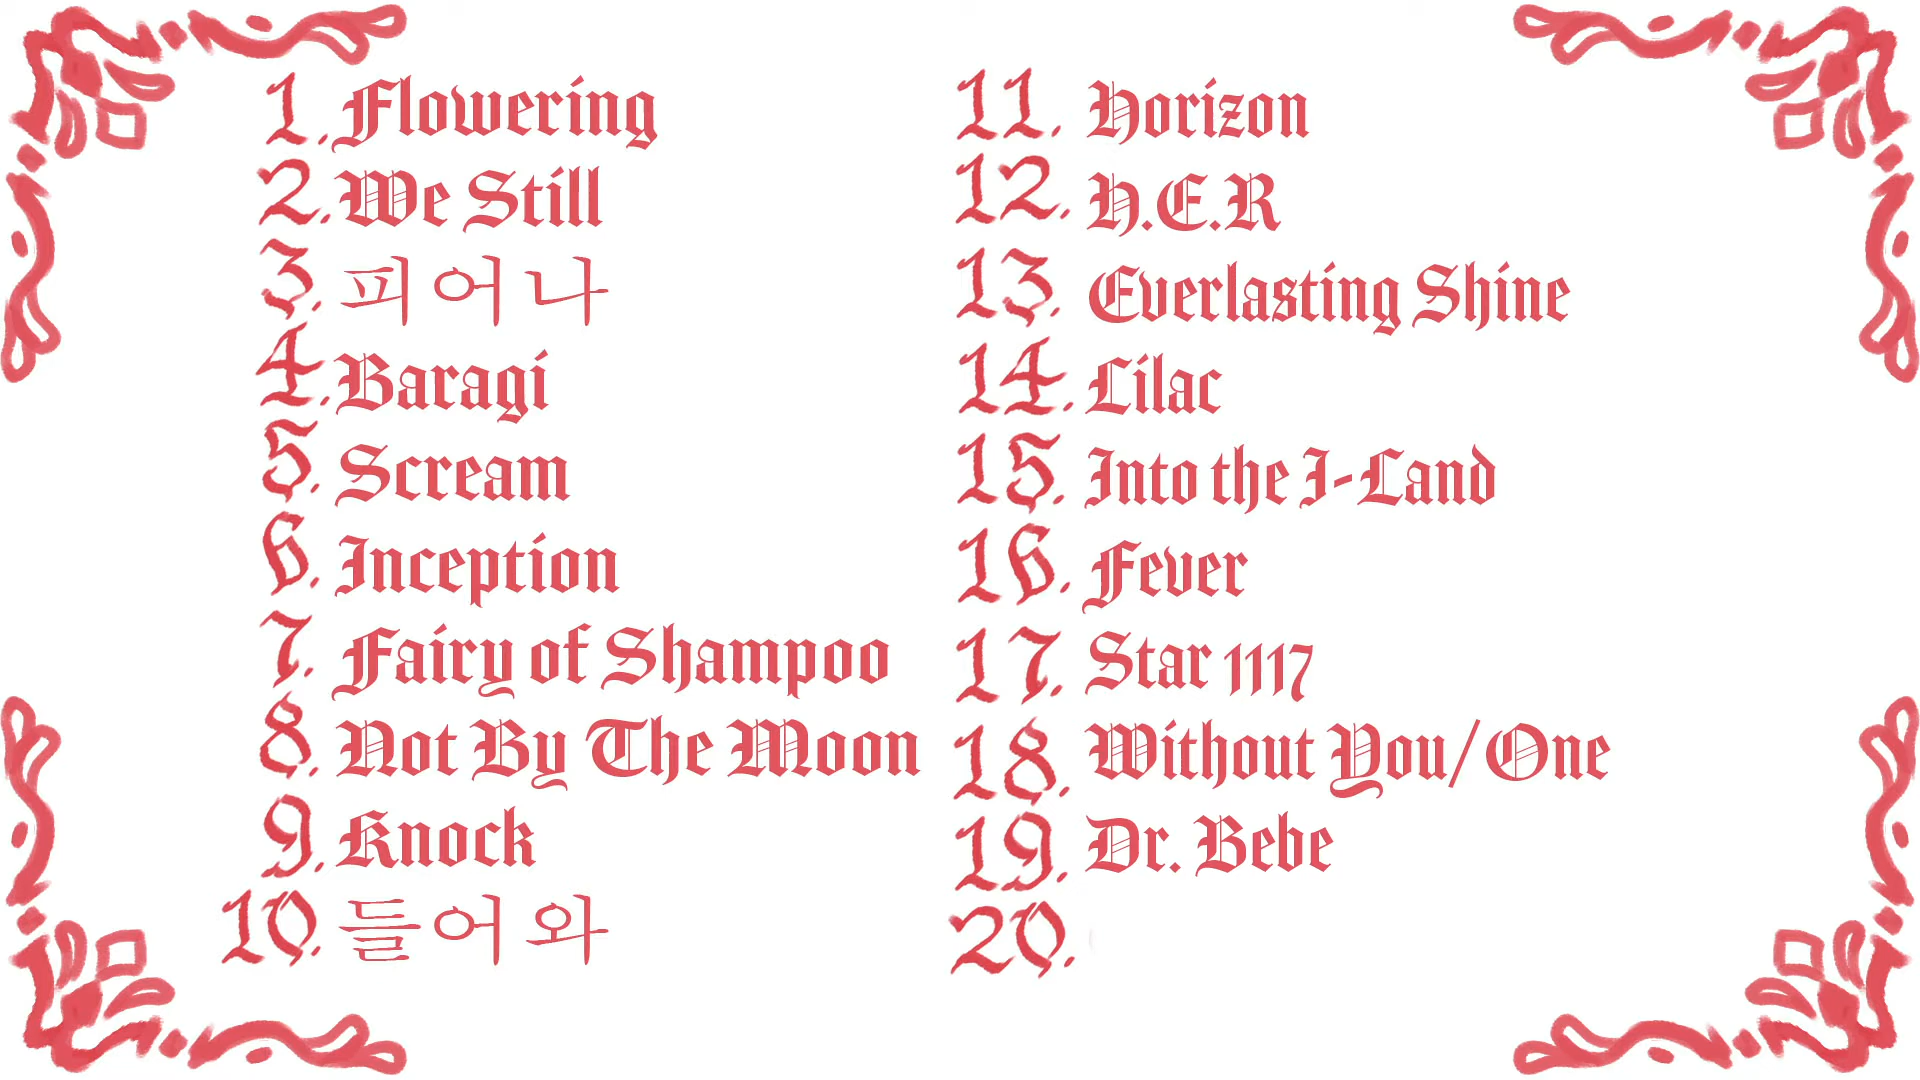 1. Flowering
2. We Still
3. 피어나
4. Baragi
5. Scream
6. Inception
7. Fairy of Shampoo
8. Not By The Moon
9. Knock
10. 들어와
11. Horizon
12. H.E.R
13. Everlasting Shine
14. Lilac
15. Into the I-Land
16. Fever
17. Star 1117
18. Without You/One
19. Dr. Bebe
20.